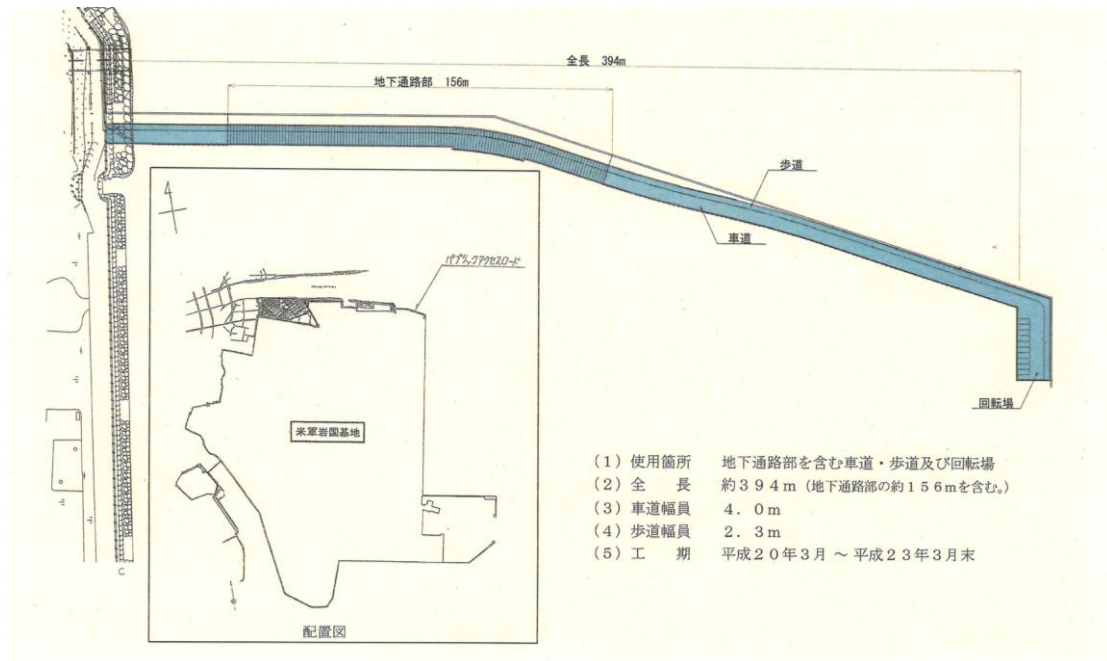 全長 394m
地下通路部 156m
歩道
車道
パブリックアクセスロード
米軍岩国基地
回転場
配置図
(1) 使用箇所 地下通路部を含む車道・歩道及び回転場
(2) 全 長 約394m (地下通路部の約156mを含む。)
(3) 車道幅員 4.0m
(4) 歩道幅員 2.3m
(5) 工 期 平成20年3月 ~ 平成23年3月末
C